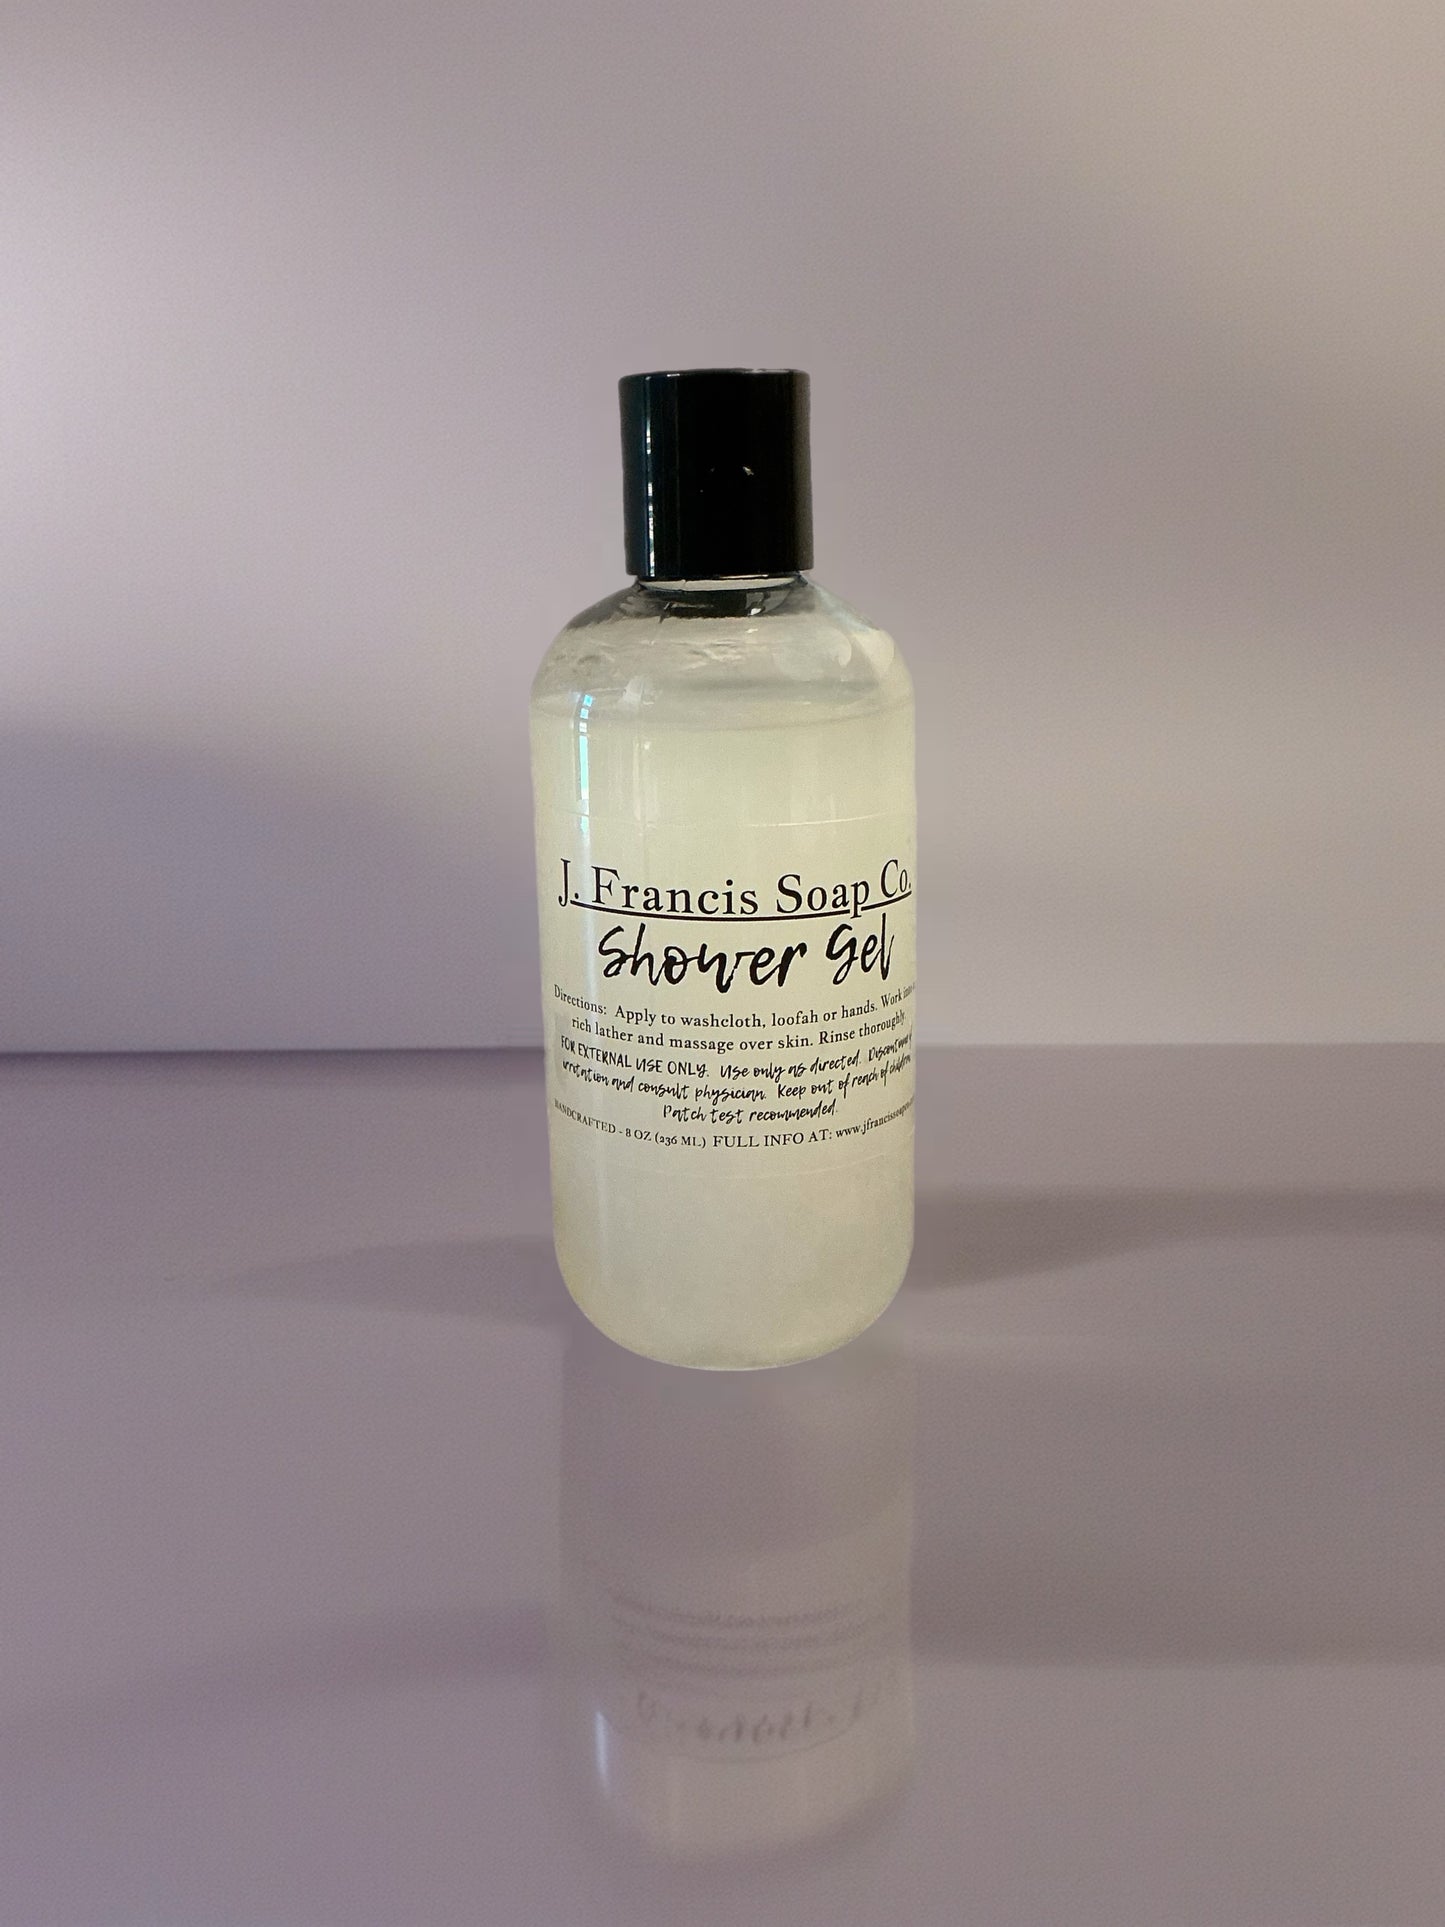 J. Francis Soap Co.
Shower Gel
Directions: Apply to washcloth, loofah or hands. Work into
rich lather and massage over skin. Rinse thoroughly.
FOR EXTERNAL USE ONLY. Use only as directed. Discontinue if
irritation and consult physician. Keep out of reach of children.
Patch test recommended.
HANDCRAFTED - 8 OZ (236 ML) FULL INFO AT: